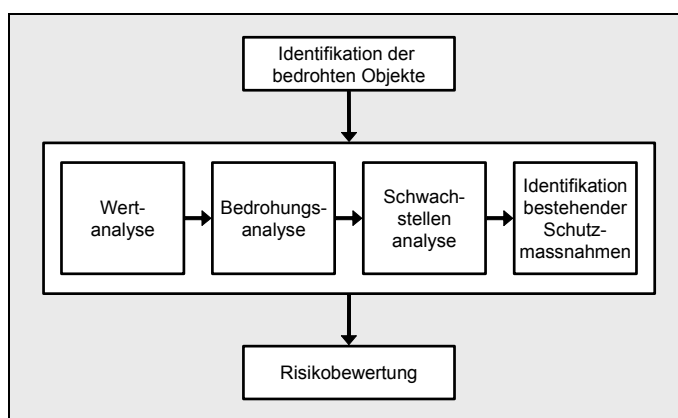 Identifikation der
bedrohten Objekte
Wert-
analyse
Bedrohungs-
analyse
Schwach-
stellen
analyse
Identifikation
bestehender
Schutz-
massnahmen
Risikobewertung